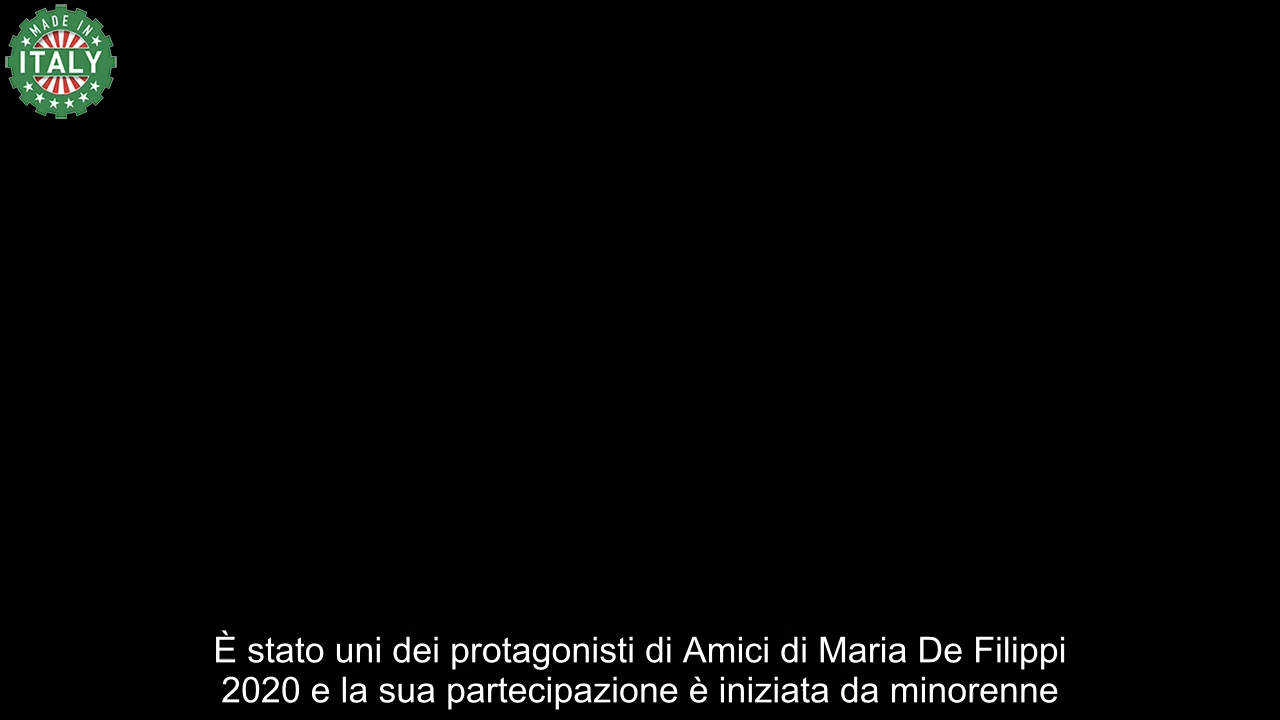 MADE IN
ITALY
È stato uni dei protagonisti di Amici di Maria De Filippi
2020 e la sua partecipazione è iniziata da minorenne